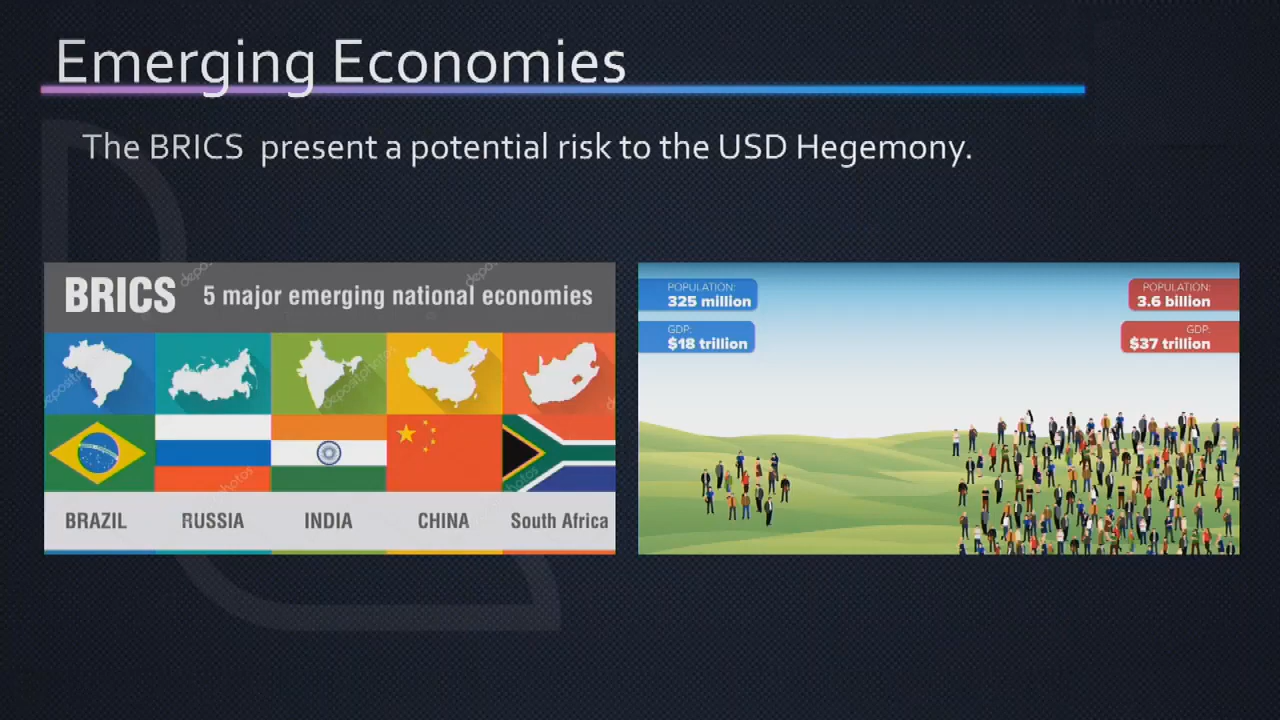 Emerging Economies
The BRICS present a potential risk to the USD Hegemony.
BRICS 5 major emerging national economies
BRAZIL RUSSIA INDIA CHINA South Africa
POPULATION:
325 million
GDP:
$18 trillion
POPULATION:
3.6 billion
GDP:
$37 trillion
depositphotos